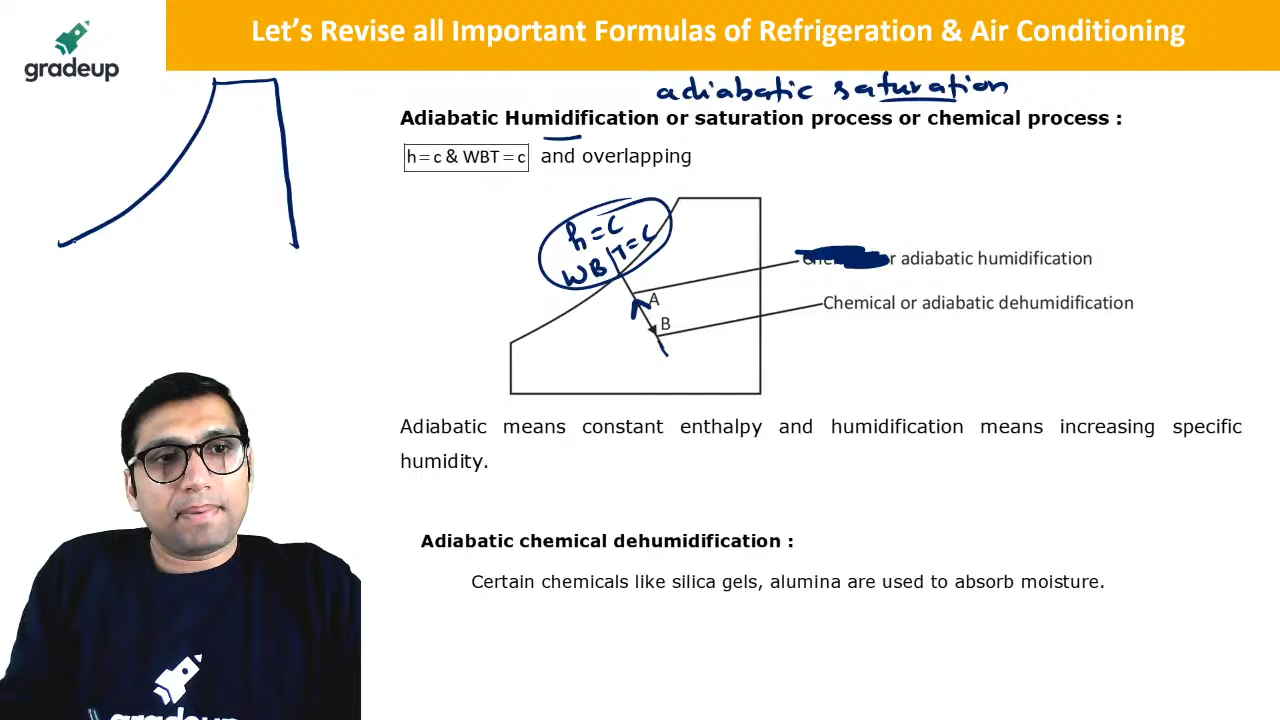 Let's Revise all Important Formulas of Refrigeration & Air Conditioning
gradeup
adiabatic saturation
Adiabatic Humidification or saturation process or chemical process :
h = c & WBT = c and overlapping
h = c
WBT = c
r adiabatic humidification
A
Chemical or adiabatic dehumidification
B
Adiabatic means constant enthalpy and humidification means increasing specific
humidity.
Adiabatic chemical dehumidification :
Certain chemicals like silica gels, alumina are used to absorb moisture.
gradeup